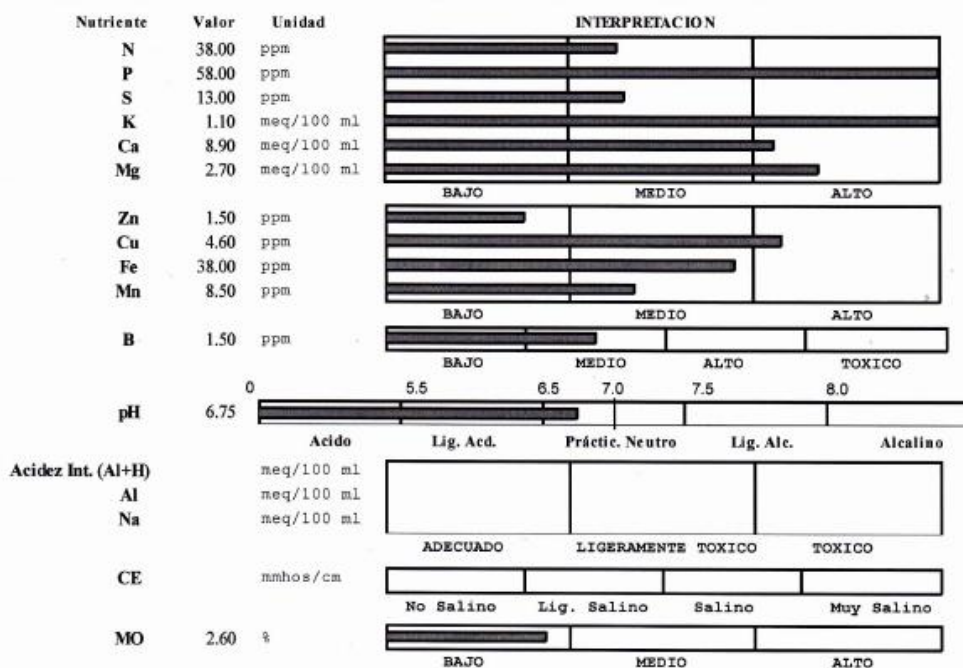 Nutriente Valor Unidad INTERPRETACION
N 38.00 ppm
P 58.00 ppm
S 13.00 ppm
K 1.10 meq/100 ml
Ca 8.90 meq/100 ml
Mg 2.70 meq/100 ml
BAJO MEDIO ALTO
Zn 1.50 ppm
Cu 4.60 ppm
Fe 38.00 ppm
Mn 8.50 ppm
BAJO MEDIO ALTO
B 1.50 ppm
BAJO MEDIO ALTO TOXICO
0 5.5 6.5 7.0 7.5 8.0
pH 6.75
Acido Lig. Acd. Práctic. Neutro Lig. Alc. Alcalino
Acidez Int. (Al+H) meq/100 ml
Al meq/100 ml
Na meq/100 ml
ADECUADO LIGERAMENTE TOXICO TOXICO
CE mmhos/cm
No Salino Lig. Salino Salino Muy Salino
MO 2.60 %
BAJO MEDIO ALTO